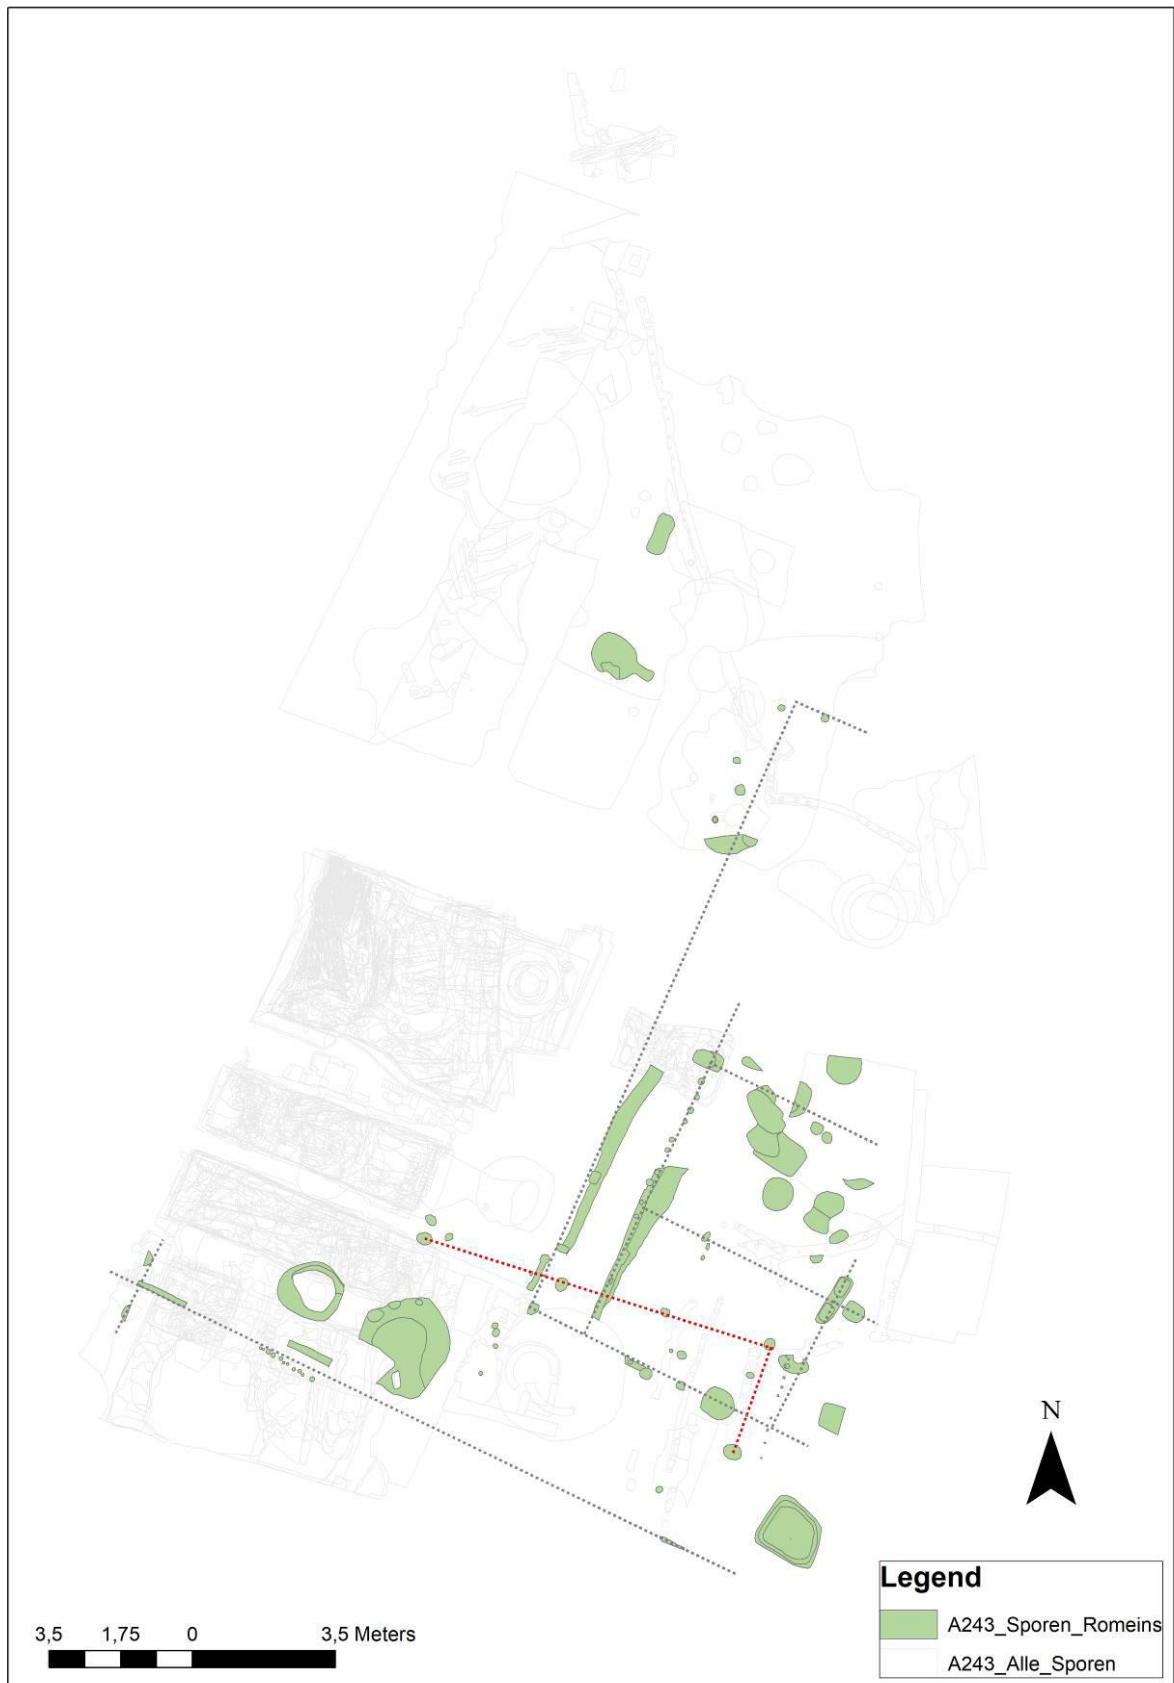 N
Legend
A243_Sporen_Romeins
A243_Alle_Sporen
3,5 1,75 0 3,5 Meters